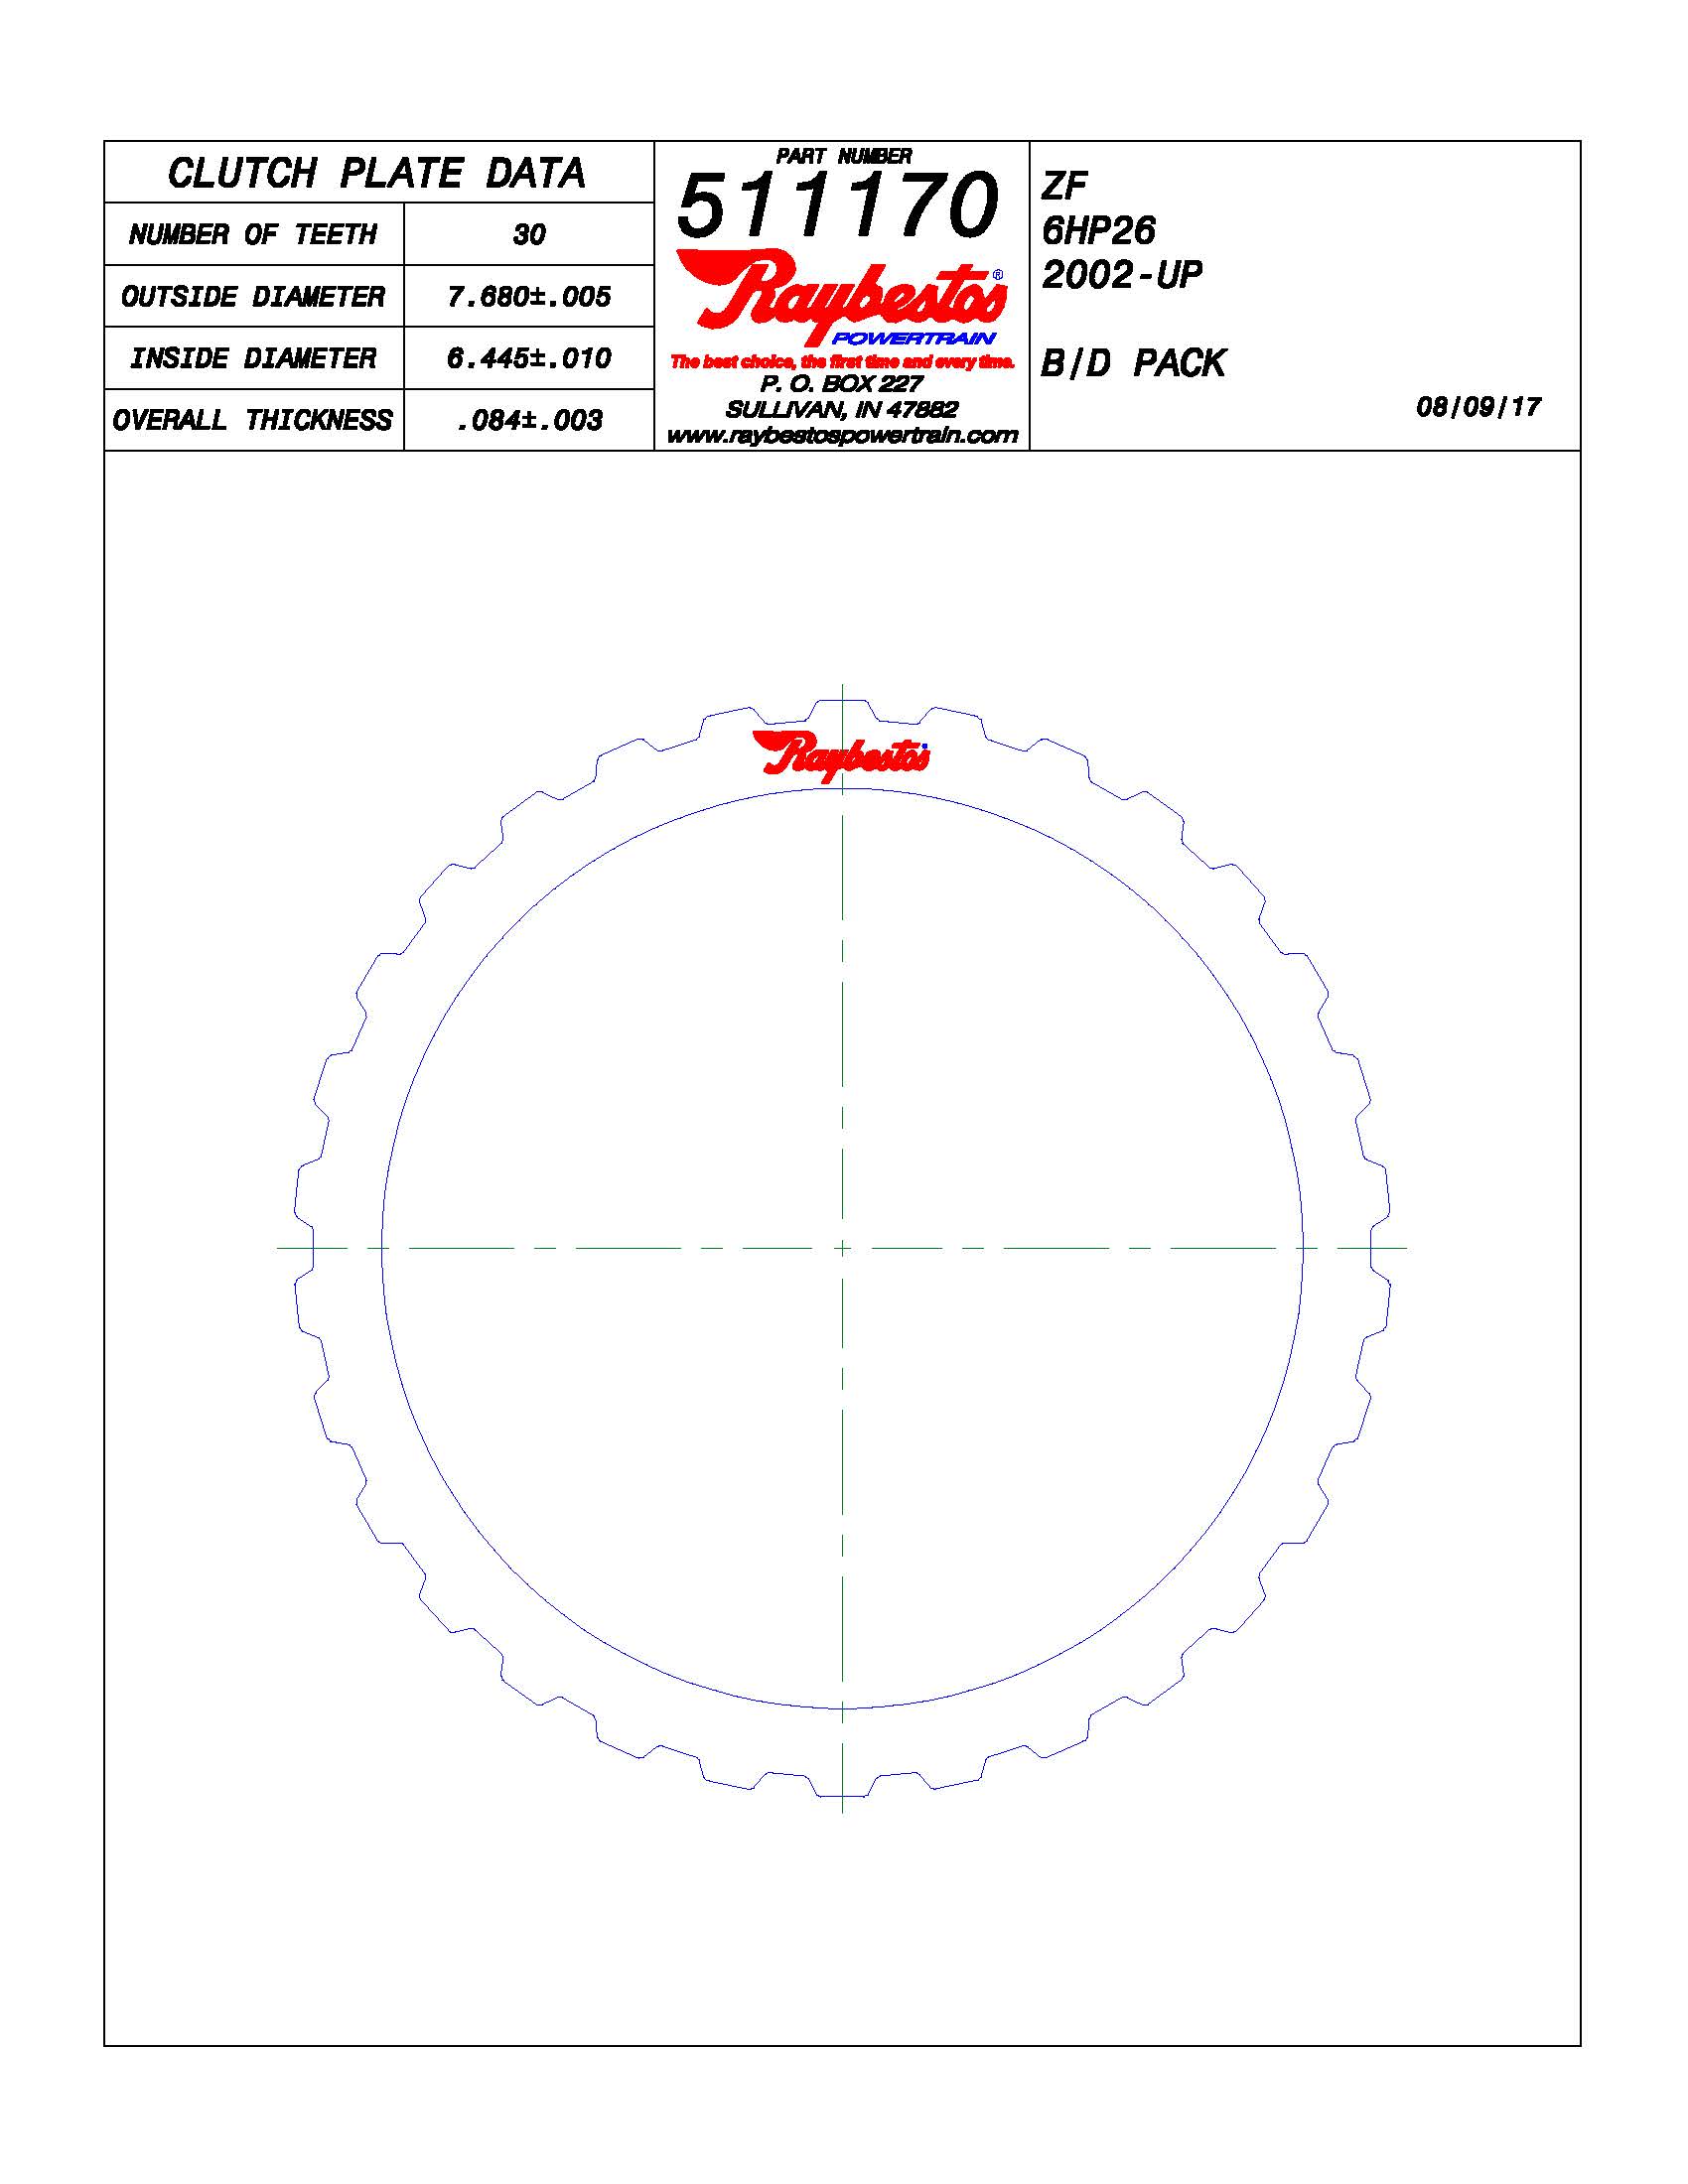 CLUTCH PLATE DATA
NUMBER OF TEETH 30
OUTSIDE DIAMETER 7.680±.005
INSIDE DIAMETER 6.445±.010
OVERALL THICKNESS .084±.003
PART NUMBER
511170
Raybestos®
POWERTRAIN
The best choice, the first time and every time.
P. O. BOX 227
SULLIVAN, IN 47882
www.raybestospowertrain.com
ZF
6HP26
2002-UP
B/D PACK
08/09/17
Raybestos